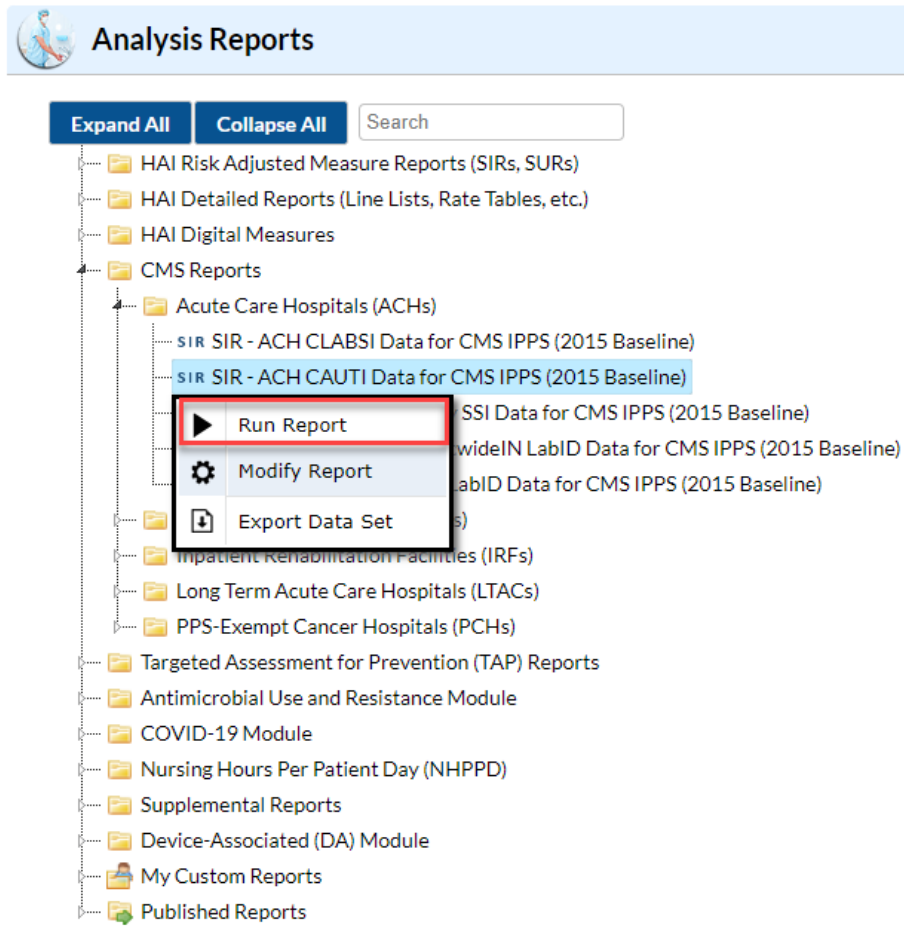 Analysis Reports
Expand All Collapse All Search
HAI Risk Adjusted Measure Reports (SIRs, SURs)
HAI Detailed Reports (Line Lists, Rate Tables, etc.)
HAI Digital Measures
CMS Reports
Acute Care Hospitals (ACHs)
SIR SIR - ACH CLABSI Data for CMS IPPS (2015 Baseline)
SIR SIR - ACH CAUTI Data for CMS IPPS (2015 Baseline)
Run Report
SSI Data for CMS IPPS (2015 Baseline)
wideIN LabID Data for CMS IPPS (2015 Baseline)
Modify Report
LabID Data for CMS IPPS (2015 Baseline)
Export Data Set
s)
Inpatient Rehabilitation Facilities (IRFs)
Long Term Acute Care Hospitals (LTACs)
PPS-Exempt Cancer Hospitals (PCHs)
Targeted Assessment for Prevention (TAP) Reports
Antimicrobial Use and Resistance Module
COVID-19 Module
Nursing Hours Per Patient Day (NHPPD)
Supplemental Reports
Device-Associated (DA) Module
My Custom Reports
Published Reports